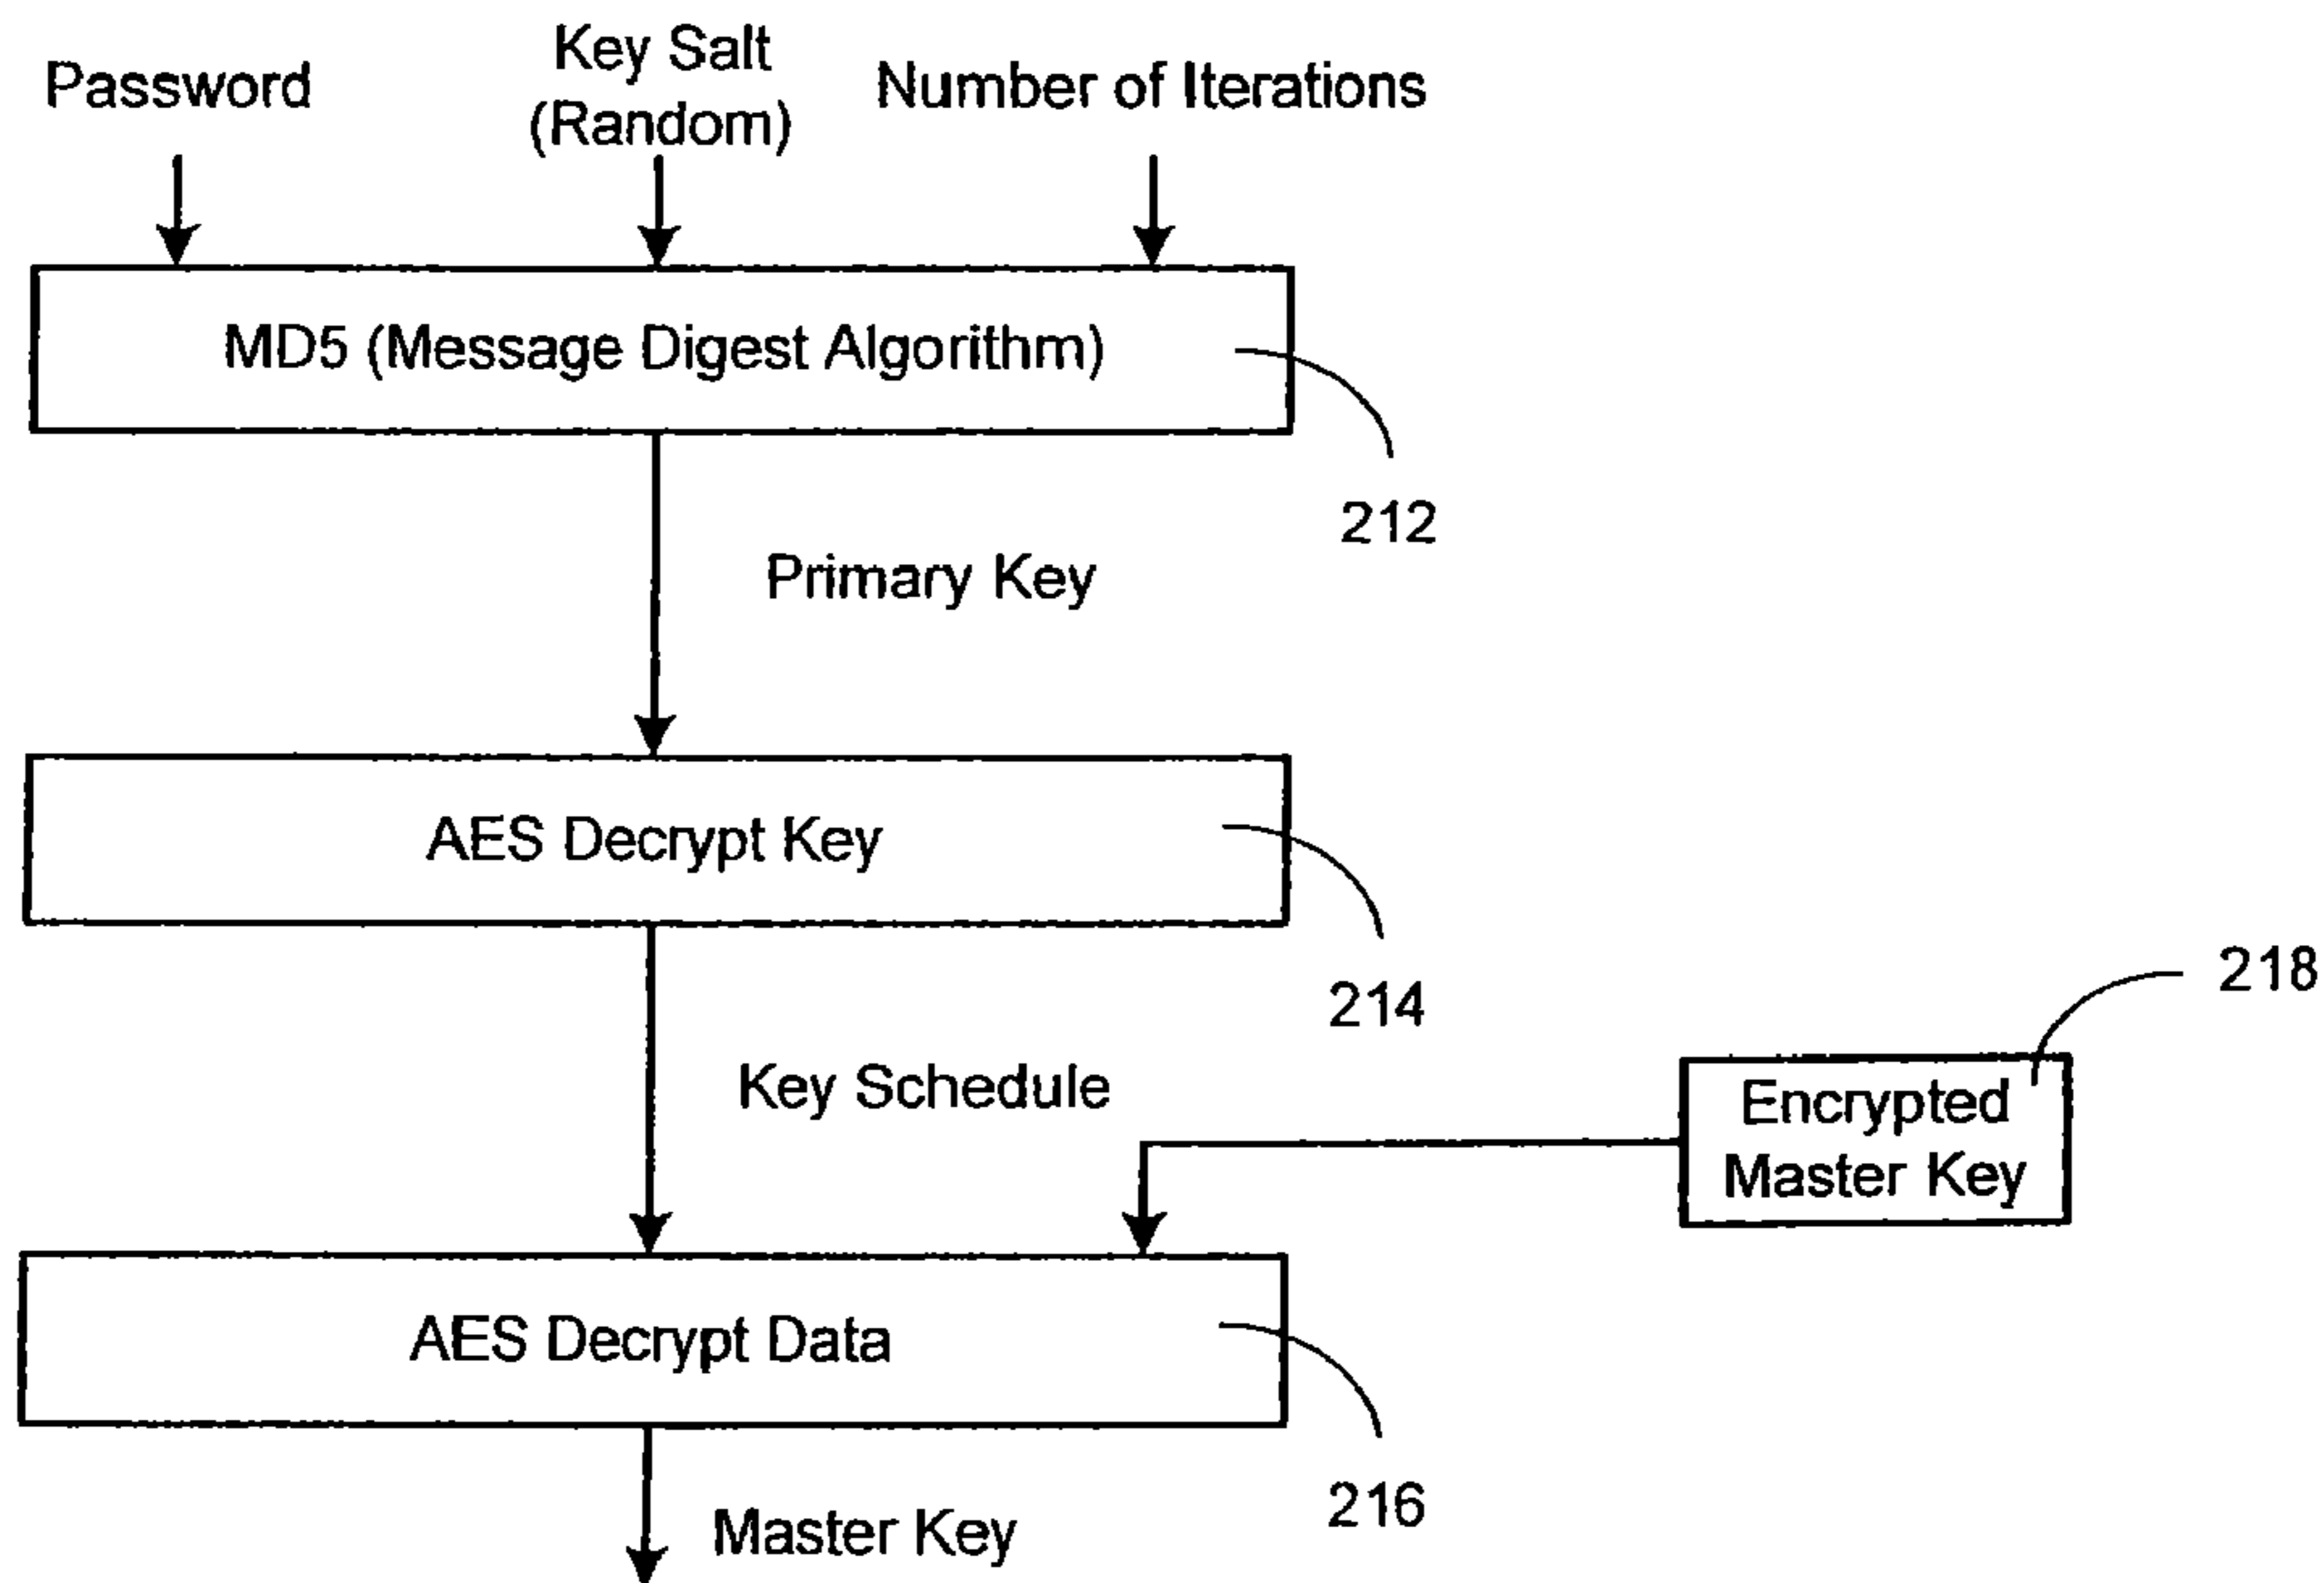 Password
Key Salt
(Random)
Number of Iterations
MD5 (Message Digest Algorithm)
212
Primary Key
AES Decrypt Key
214
218
Key Schedule
Encrypted
Master Key
AES Decrypt Data
216
Master Key